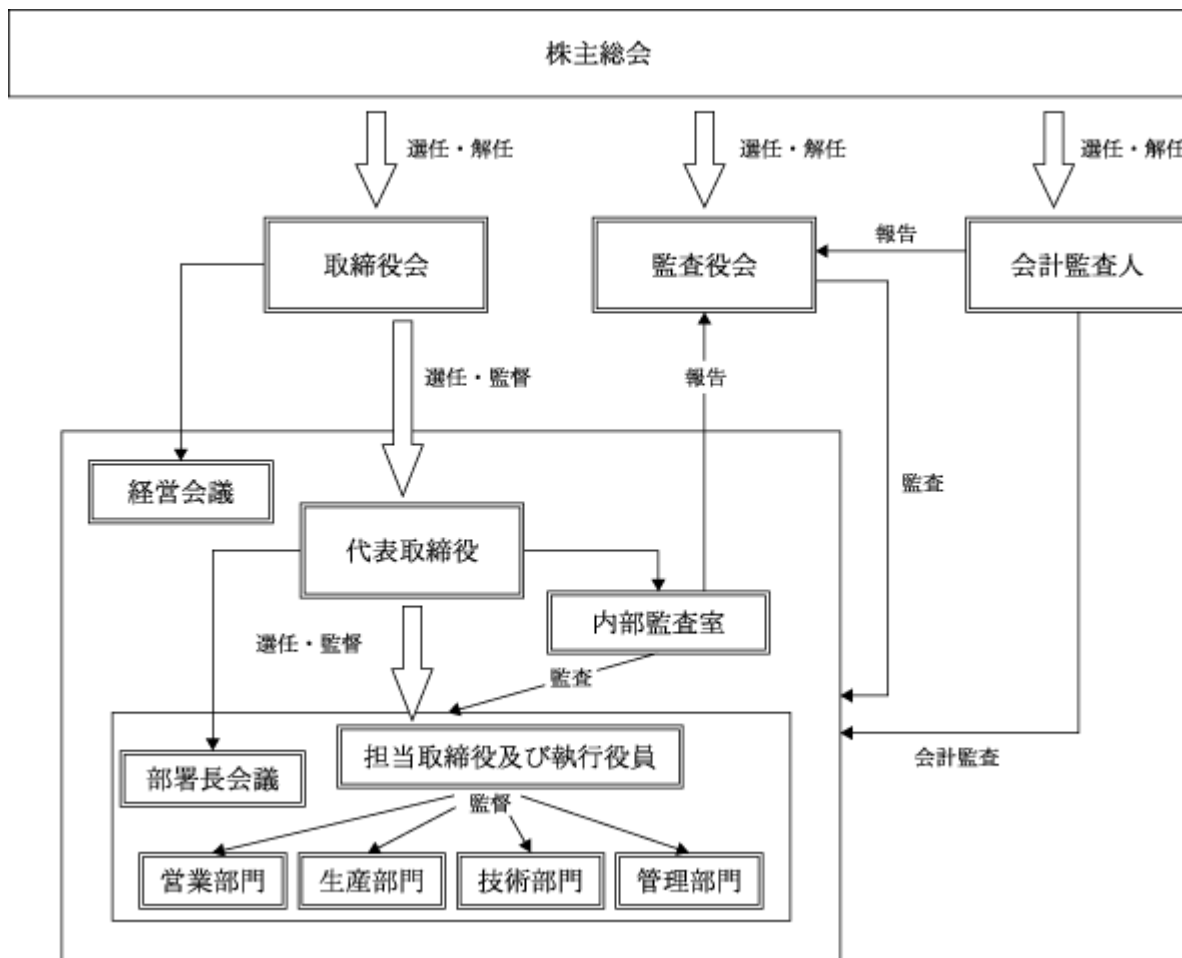 株主総会
選任・解任
選任・解任
選任・解任
取締役会
監査役会
報告
会計監査人
選任・監督
報告
経営会議
監査
代表取締役
内部監査室
選任・監督
監査
担当取締役及び執行役員
部署長会議
会計監査
監督
営業部門
生産部門
技術部門
管理部門